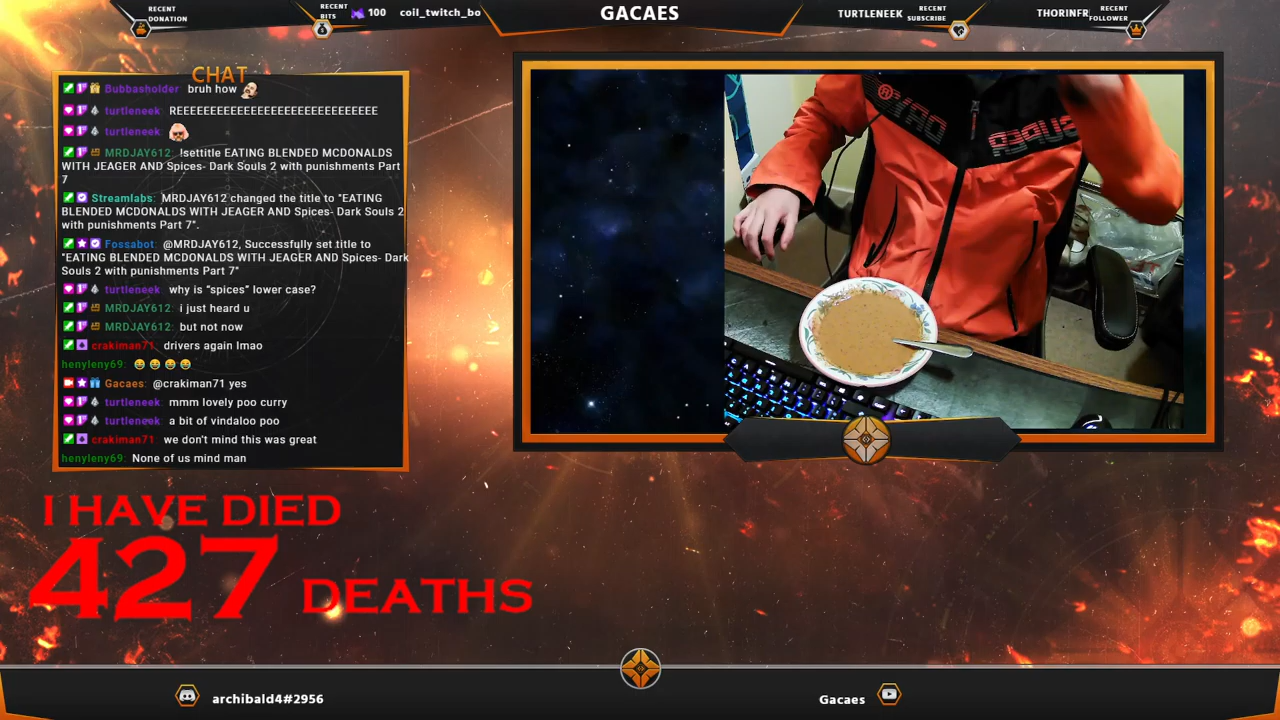 RECENT
DONATION
RECENT
BITS
100
coil_twitch_bo
GACAES
TURTLENEEK
RECENT
SUBSCRIBE
THORINFR
RECENT
FOLLOWER
CHAT
Bubbasholder bruh how
turtleneek: REEEEEEEEEEEEEEEEEEEEEEEEEEEEE
turtleneek:
MRDJAY612: !settitle EATING BLENDED MCDONALDS
WITH JEAGER AND Spices- Dark Souls 2 with punishments Part
7
Streamlabs: MRDJAY612 changed the title to "EATING
BLENDED MCDONALDS WITH JEAGER AND Spices- Dark Souls 2
with punishments Part 7".
Fossabot: @MRDJAY612, Successfully set title to
"EATING BLENDED MCDONALDS WITH JEAGER AND Spices- Dark
Souls 2 with punishments Part 7"
turtleneek: why is "spices" lower case?
MRDJAY612: i just heard u
MRDJAY612: but not now
crakiman71: drivers again lmao
henyleny69:
Gacaes: @crakiman71 yes
turtleneek: mmm lovely poo curry
turtleneek: a bit of vindaloo poo
crakiman71: we don't mind this was great
henyleny69: None of us mind man
I HAVE DIED
427 DEATHS
archibald4#2956
Gacaes